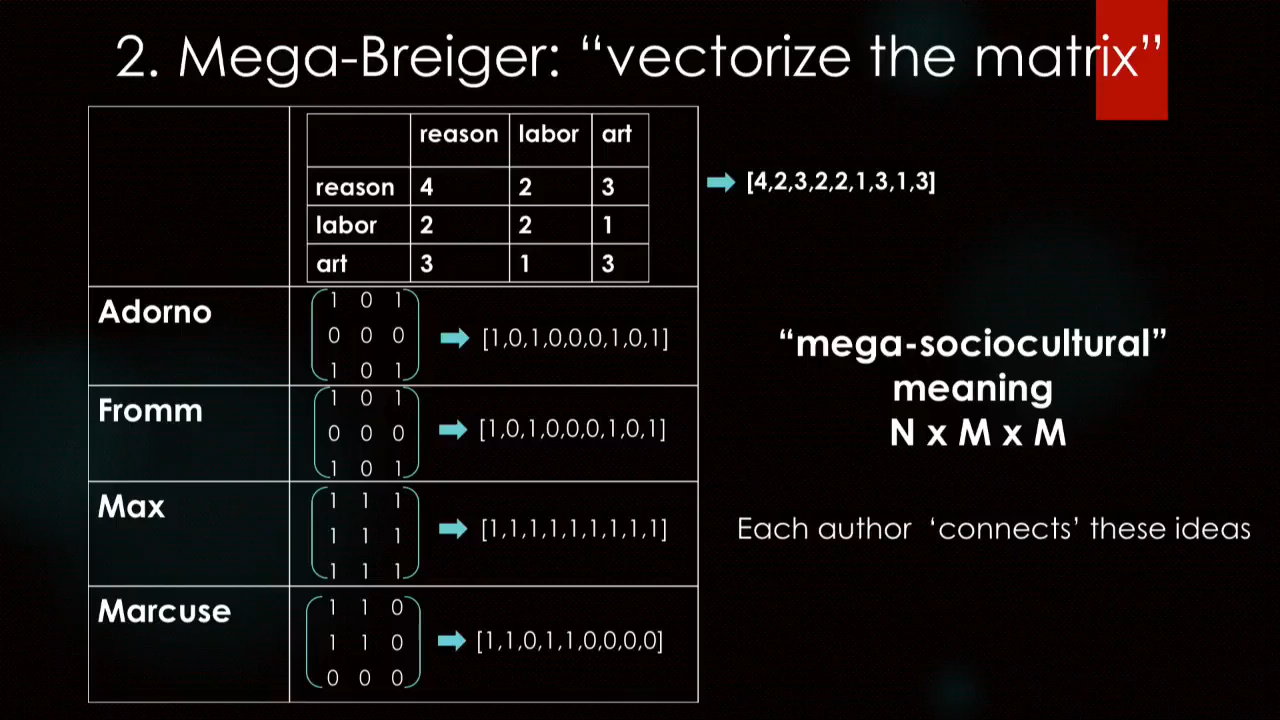 2. Mega-Breiger: “vectorize the matrix”
reason labor art
reason 4 2 3
labor 2 2 1
art 3 1 3
[4,2,3,2,2,1,3,1,3]
Adorno
1 0 1
0 0 0
1 0 1
[1,0,1,0,0,0,1,0,1]
Fromm
1 0 1
0 0 0
1 0 1
[1,0,1,0,0,0,1,0,1]
Max
1 1 1
1 1 1
1 1 1
[1,1,1,1,1,1,1,1,1]
Marcuse
1 1 0
1 1 0
0 0 0
[1,1,0,1,1,0,0,0,0]
“mega-sociocultural”
meaning
N x M x M
Each author ‘connects’ these ideas